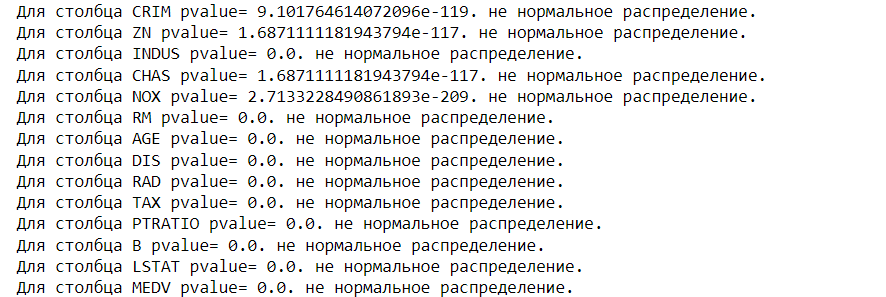 Для столбца CRIM pvalue= 9.101764614072096e-119. не нормальное распределение.
Для столбца ZN pvalue= 1.6871111181943794e-117. не нормальное распределение.
Для столбца INDUS pvalue= 0.0. не нормальное распределение.
Для столбца CHAS pvalue= 1.6871111181943794e-117. не нормальное распределение.
Для столбца NOX pvalue= 2.7133228490861893e-209. не нормальное распределение.
Для столбца RM pvalue= 0.0. не нормальное распределение.
Для столбца AGE pvalue= 0.0. не нормальное распределение.
Для столбца DIS pvalue= 0.0. не нормальное распределение.
Для столбца RAD pvalue= 0.0. не нормальное распределение.
Для столбца TAX pvalue= 0.0. не нормальное распределение.
Для столбца PTRATIO pvalue= 0.0. не нормальное распределение.
Для столбца B pvalue= 0.0. не нормальное распределение.
Для столбца LSTAT pvalue= 0.0. не нормальное распределение.
Для столбца MEDV pvalue= 0.0. не нормальное распределение.